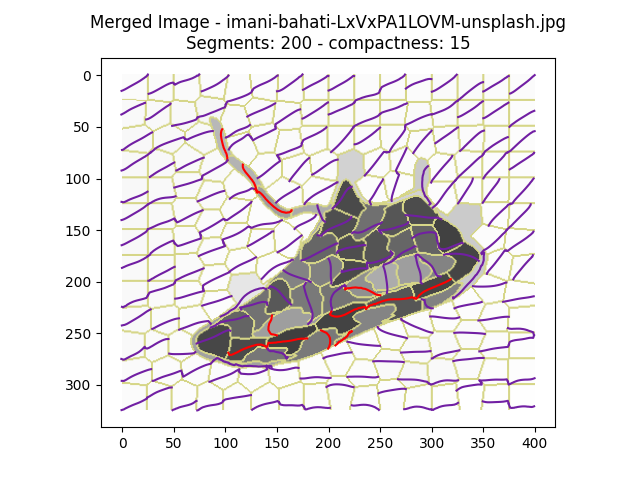 Merged Image - imani-bahati-LxVxPA1LOVM-unsplash.jpg
Segments: 200 - compactness: 15
0
50
100
150
200
250
300
0 50 100 150 200 250 300 350 400